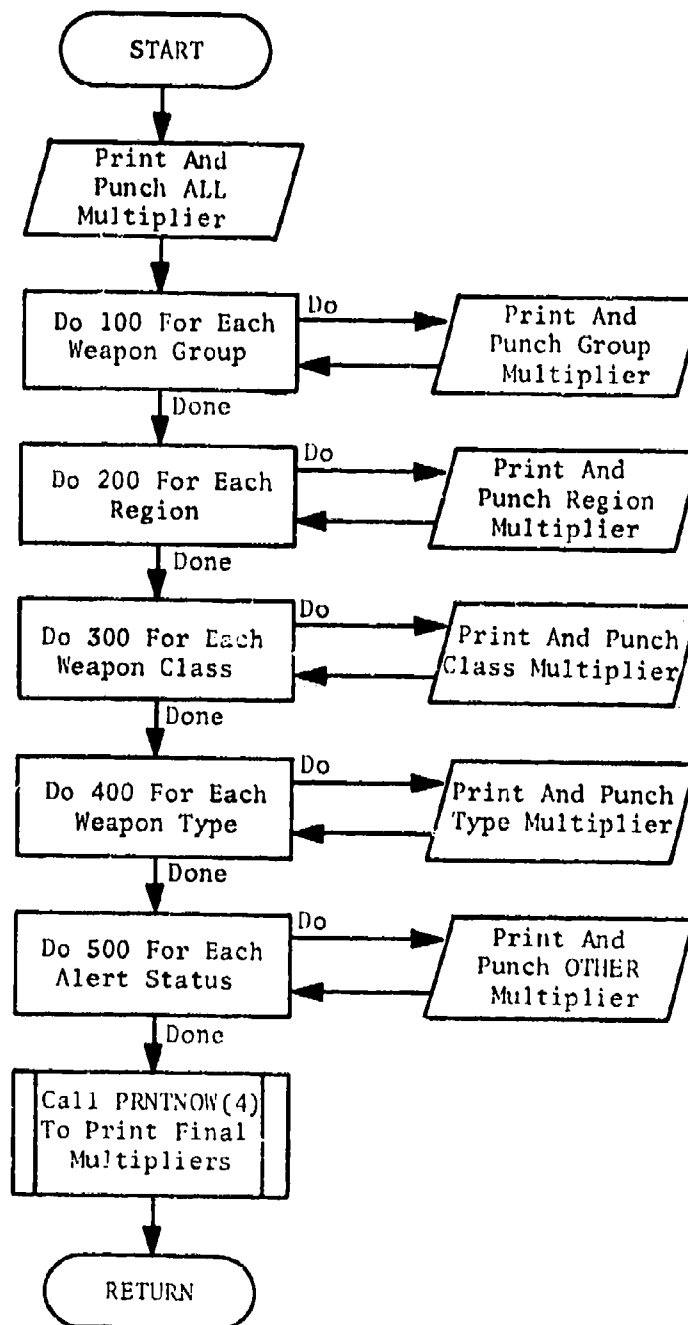 START
Print And
Punch ALL
Multiplier
Do 100 For Each
Weapon Group
Do
Print And
Punch Group
Multiplier
Done
Do 200 For Each
Region
Do
Print And
Punch Region
Multiplier
Done
Do 300 For Each
Weapon Class
Do
Print And Punch
Class Multiplier
Done
Do 400 For Each
Weapon Type
Do
Print And Punch
Type Multiplier
Done
Do 500 For Each
Alert Status
Do
Print And
Punch OTHER
Multiplier
Done
Call PRNTNOW(4)
To Print Final
Multipliers
RETURN